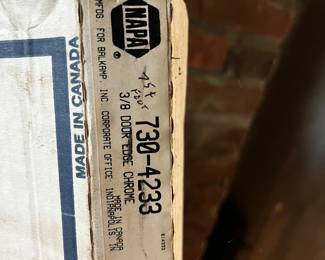 MADE IN CANADA
NAPA
MFG. FOR BALKAMP, INC. CORPORATE OFFICE INDIANAPOLIS, IN
730-4233
3/8 DOOR EDGE CHROME
MADE IN CANADA